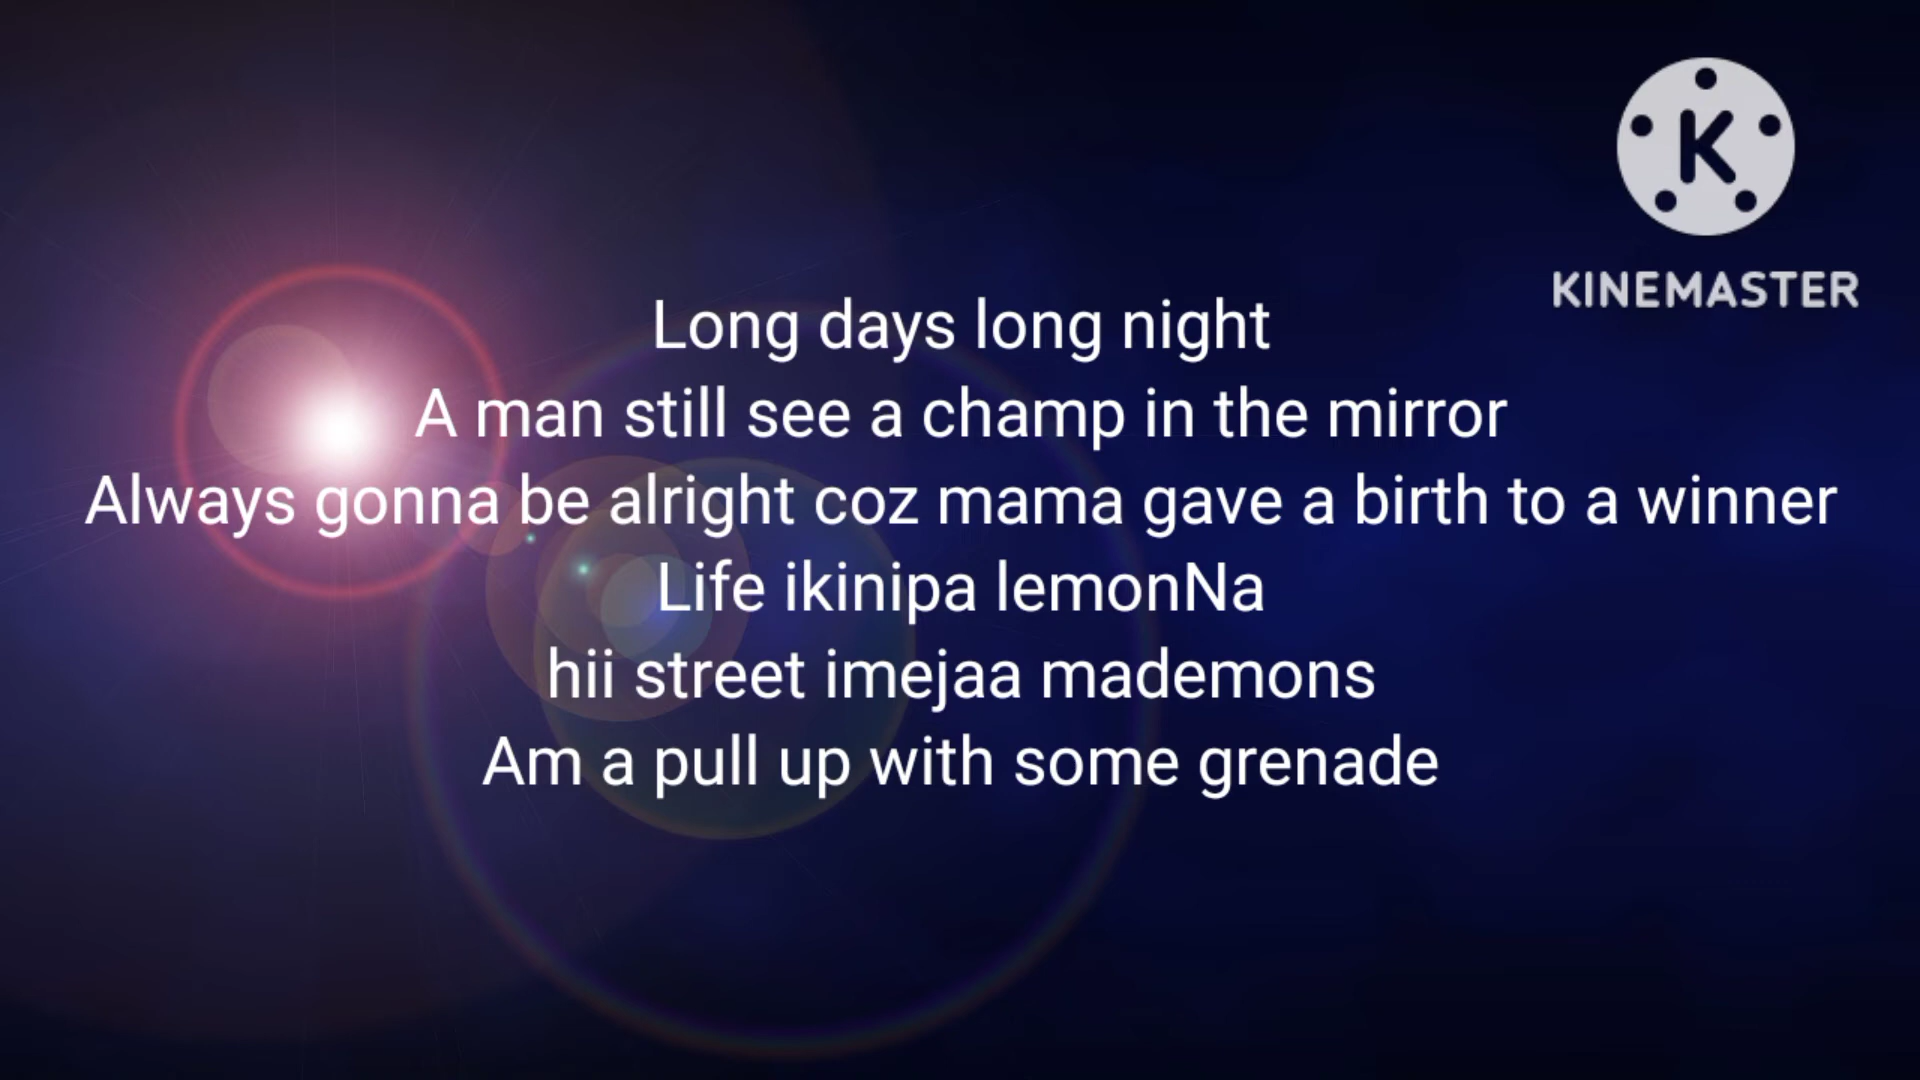 K
KINEMASTER
Long days long night
A man still see a champ in the mirror
Always gonna be alright coz mama gave a birth to a winner
Life ikinipa lemonNa
hii street imejaa mademons
Am a pull up with some grenade